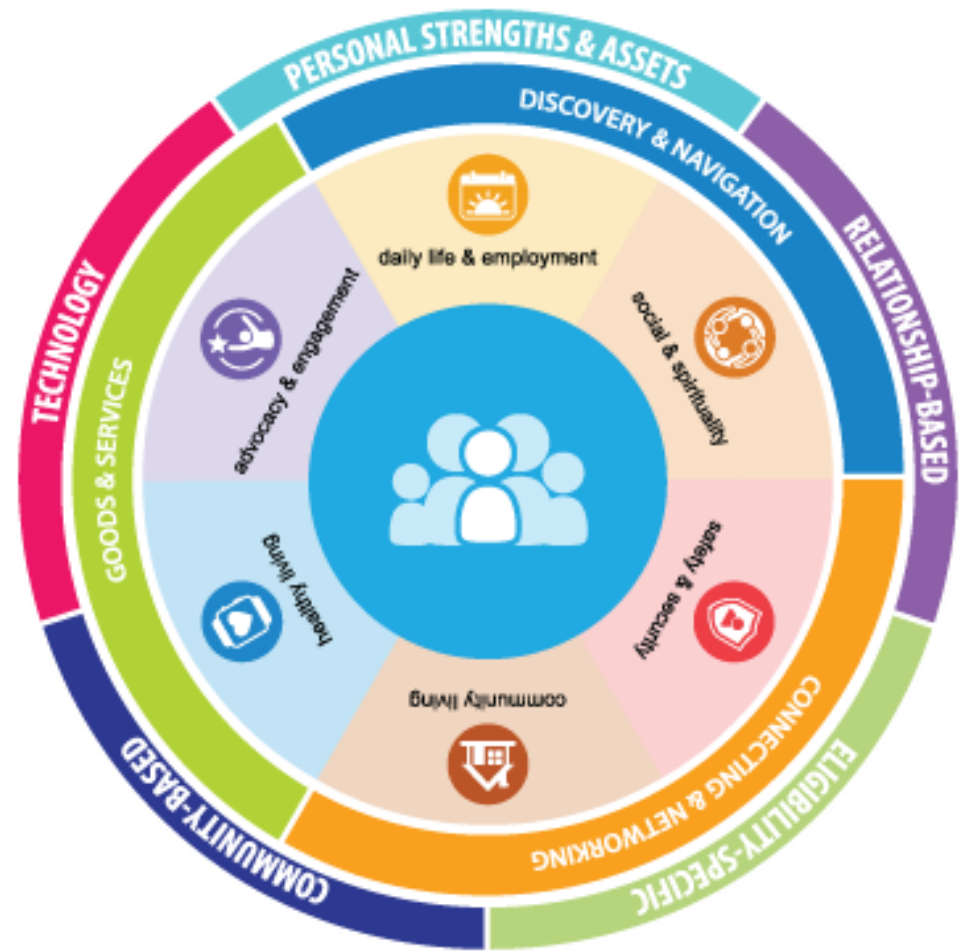 PERSONAL STRENGTHS & ASSETS
RELATIONSHIP-BASED
ELIGIBILITY-SPECIFIC
COMMUNITY-BASED
TECHNOLOGY
DISCOVERY & NAVIGATION
CONNECTING & NETWORKING
GOODS & SERVICES
daily life & employment
social & spirituality
safety & security
community living
healthy living
advocacy & engagement